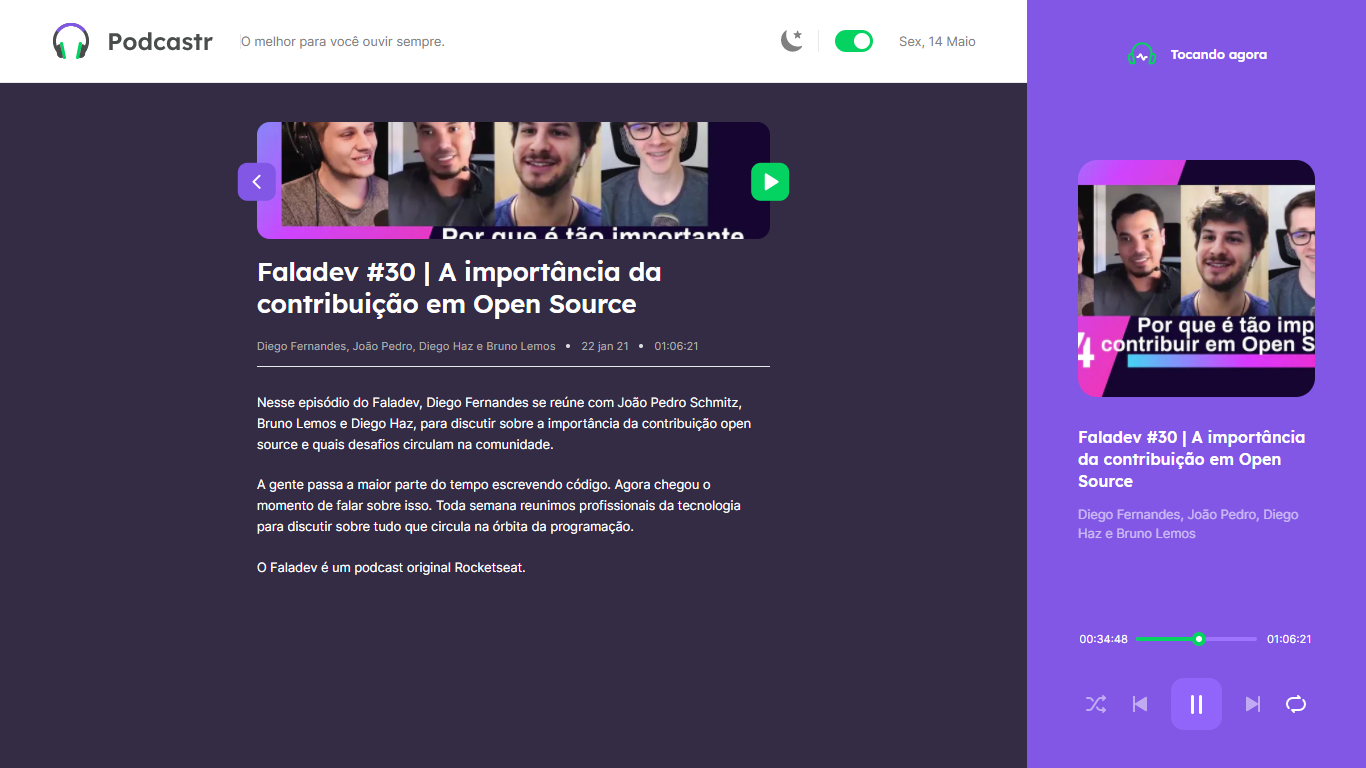 Podcastr
O melhor para você ouvir sempre.
Sex, 14 Maio
Por que é tão importante
Faladev #30 | A importância da
contribuição em Open Source
Diego Fernandes, João Pedro, Diego Haz e Bruno Lemos • 22 jan 21 • 01:06:21
Nesse episódio do Faladev, Diego Fernandes se reúne com João Pedro Schmitz,
Bruno Lemos e Diego Haz, para discutir sobre a importância da contribuição open
source e quais desafios circulam na comunidade.
A gente passa a maior parte do tempo escrevendo código. Agora chegou o
momento de falar sobre isso. Toda semana reunimos profissionais da tecnologia
para discutir sobre tudo que circula na órbita da programação.
O Faladev é um podcast original Rocketseat.
Tocando agora
Por que é tão imp
4 contribuir em Open S
Faladev #30 | A importância
da contribuição em Open
Source
Diego Fernandes, João Pedro, Diego
Haz e Bruno Lemos
00:34:48 01:06:21